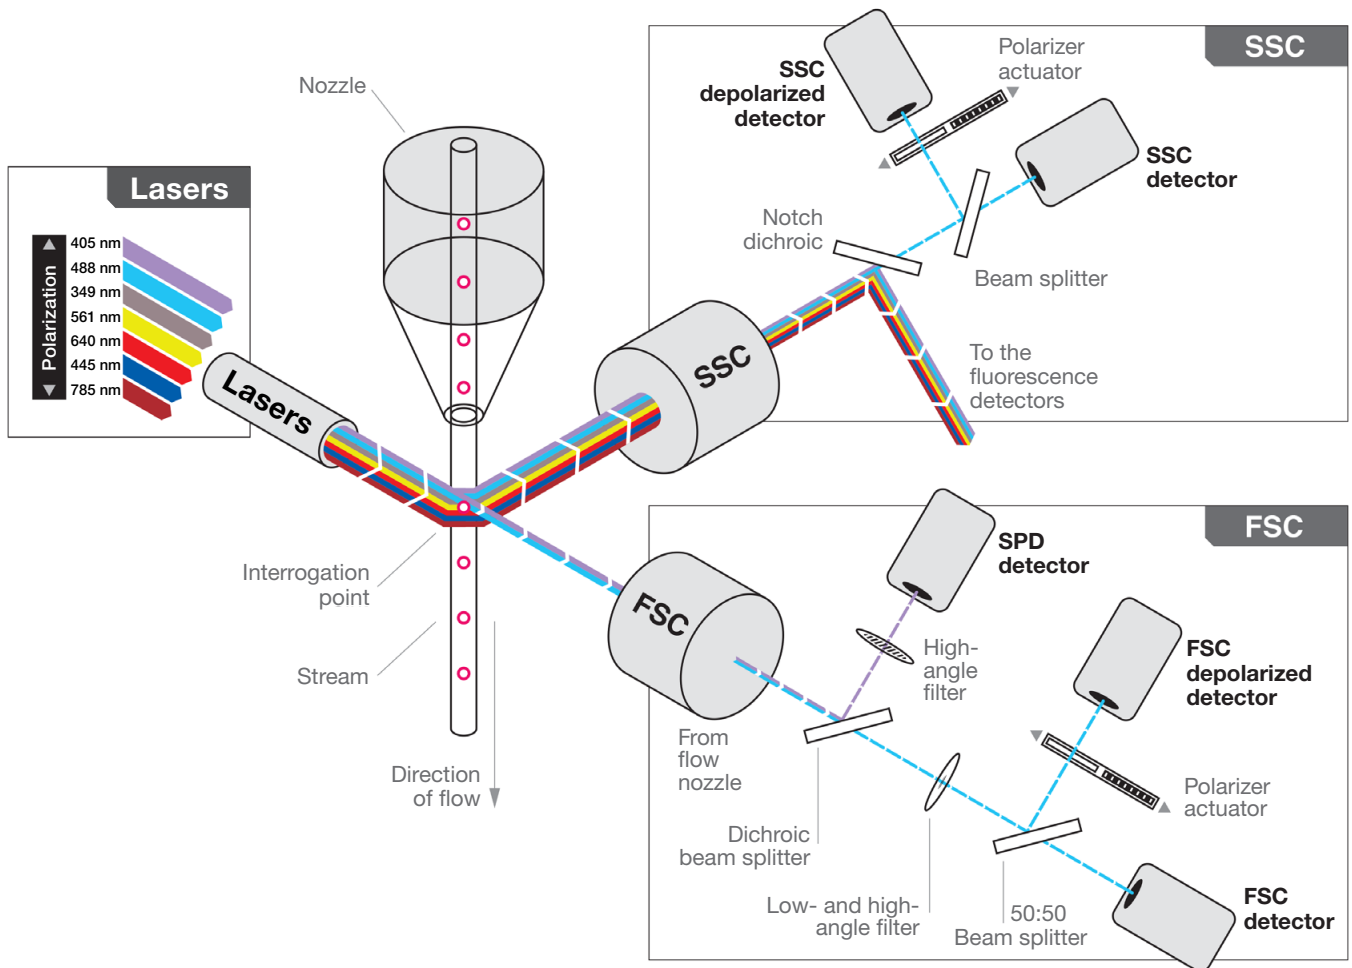 Lasers
405 nm
488 nm
349 nm
561 nm
640 nm
445 nm
785 nm
Polarization
Nozzle
Lasers
Interrogation
point
Stream
Direction
of flow
SSC
SSC
SSC
depolarized
detector
Polarizer
actuator
SSC
detector
Notch
dichroic
Beam splitter
To the
fluorescence
detectors
FSC
FSC
SPD
detector
High-
angle
filter
FSC
depolarized
detector
From
flow
nozzle
Polarizer
actuator
Dichroic
beam splitter
Low- and high-
angle filter
50:50
Beam splitter
FSC
detector